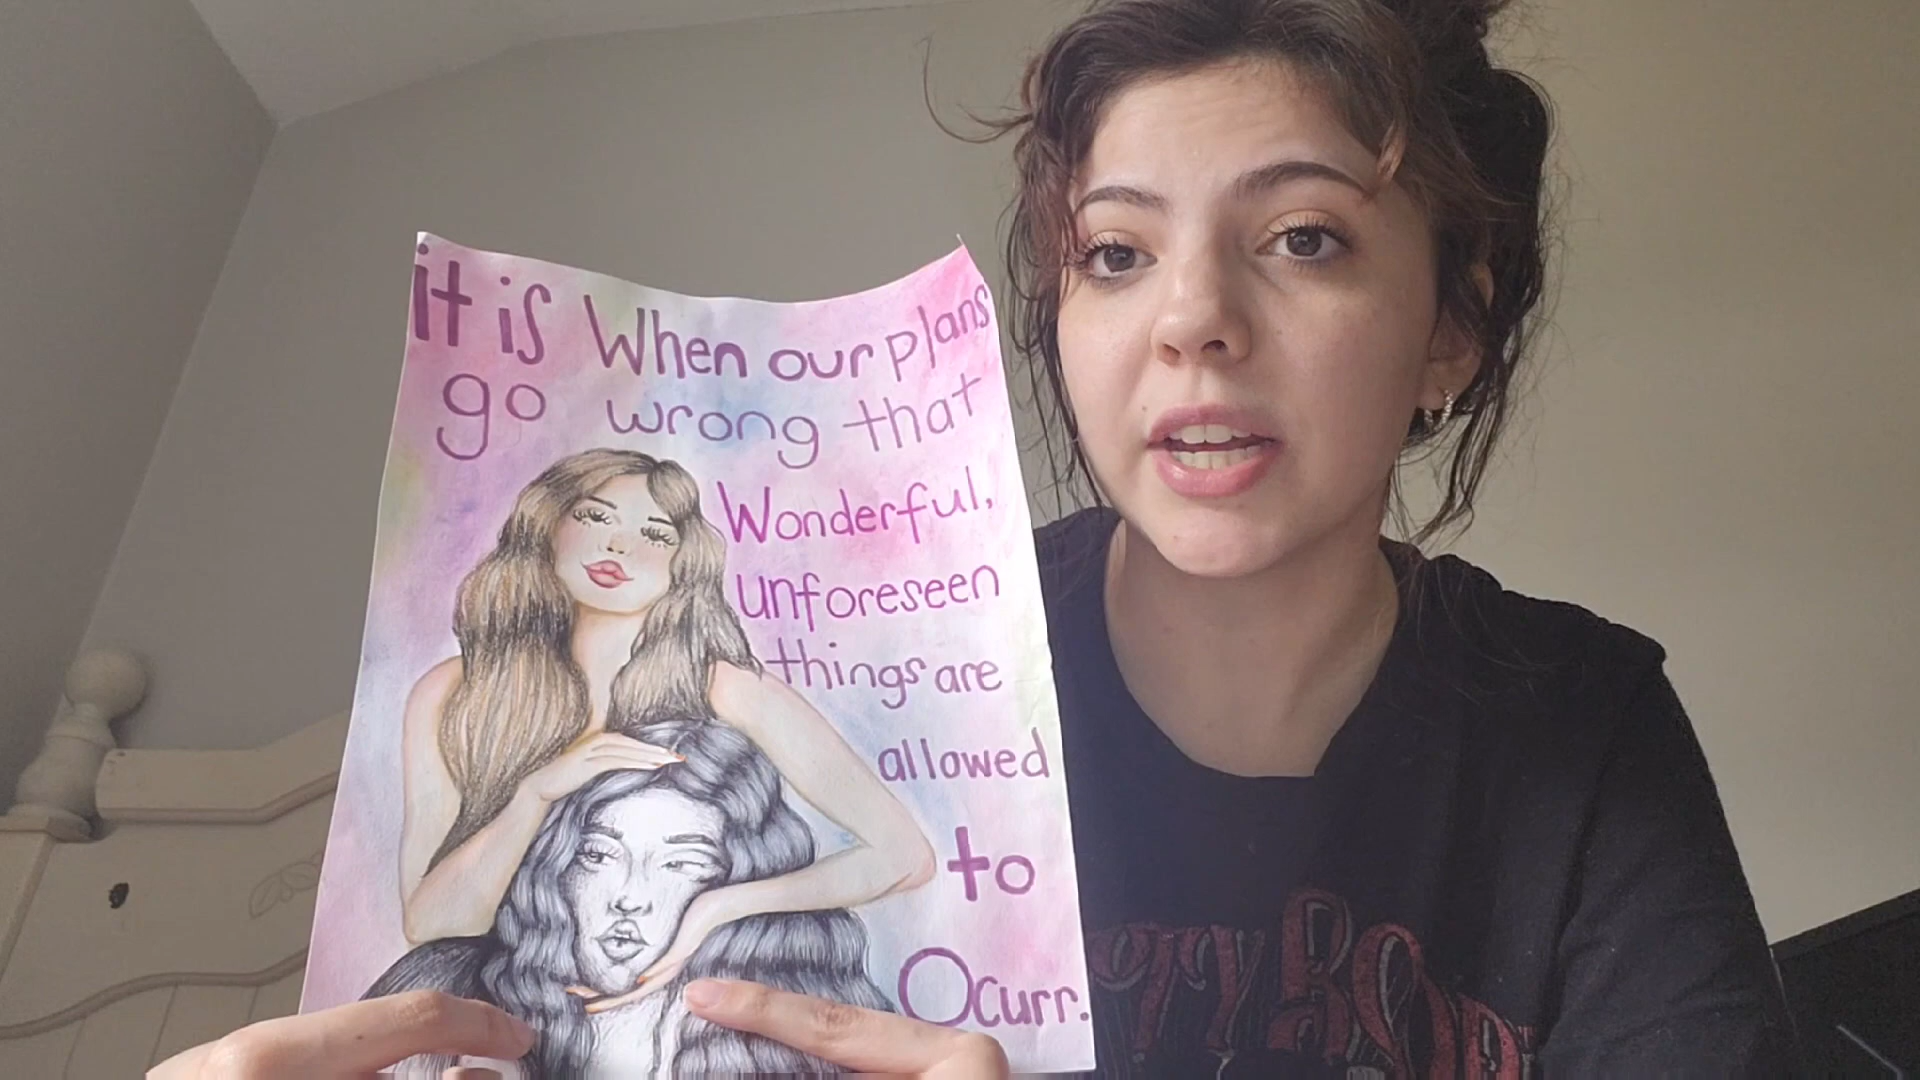 it is When our plans
go wrong that
Wonderful,
unforeseen
things are
allowed
to
Ocurr.